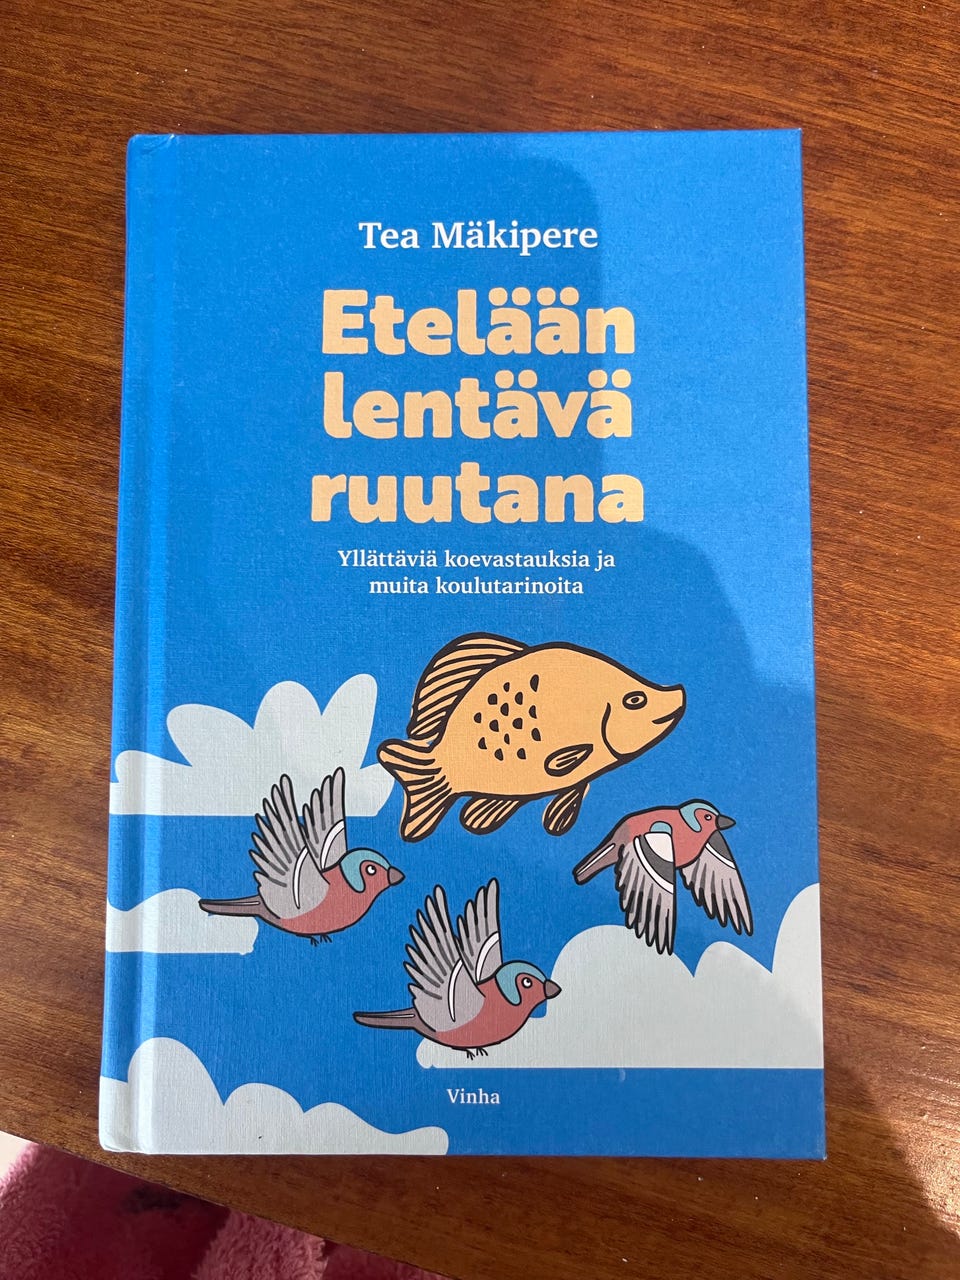 Tea Mäkipere
Etelään
lentävä
ruutana
Yllättäviä koevastauksia ja
muita koulutarinoita
Vinha